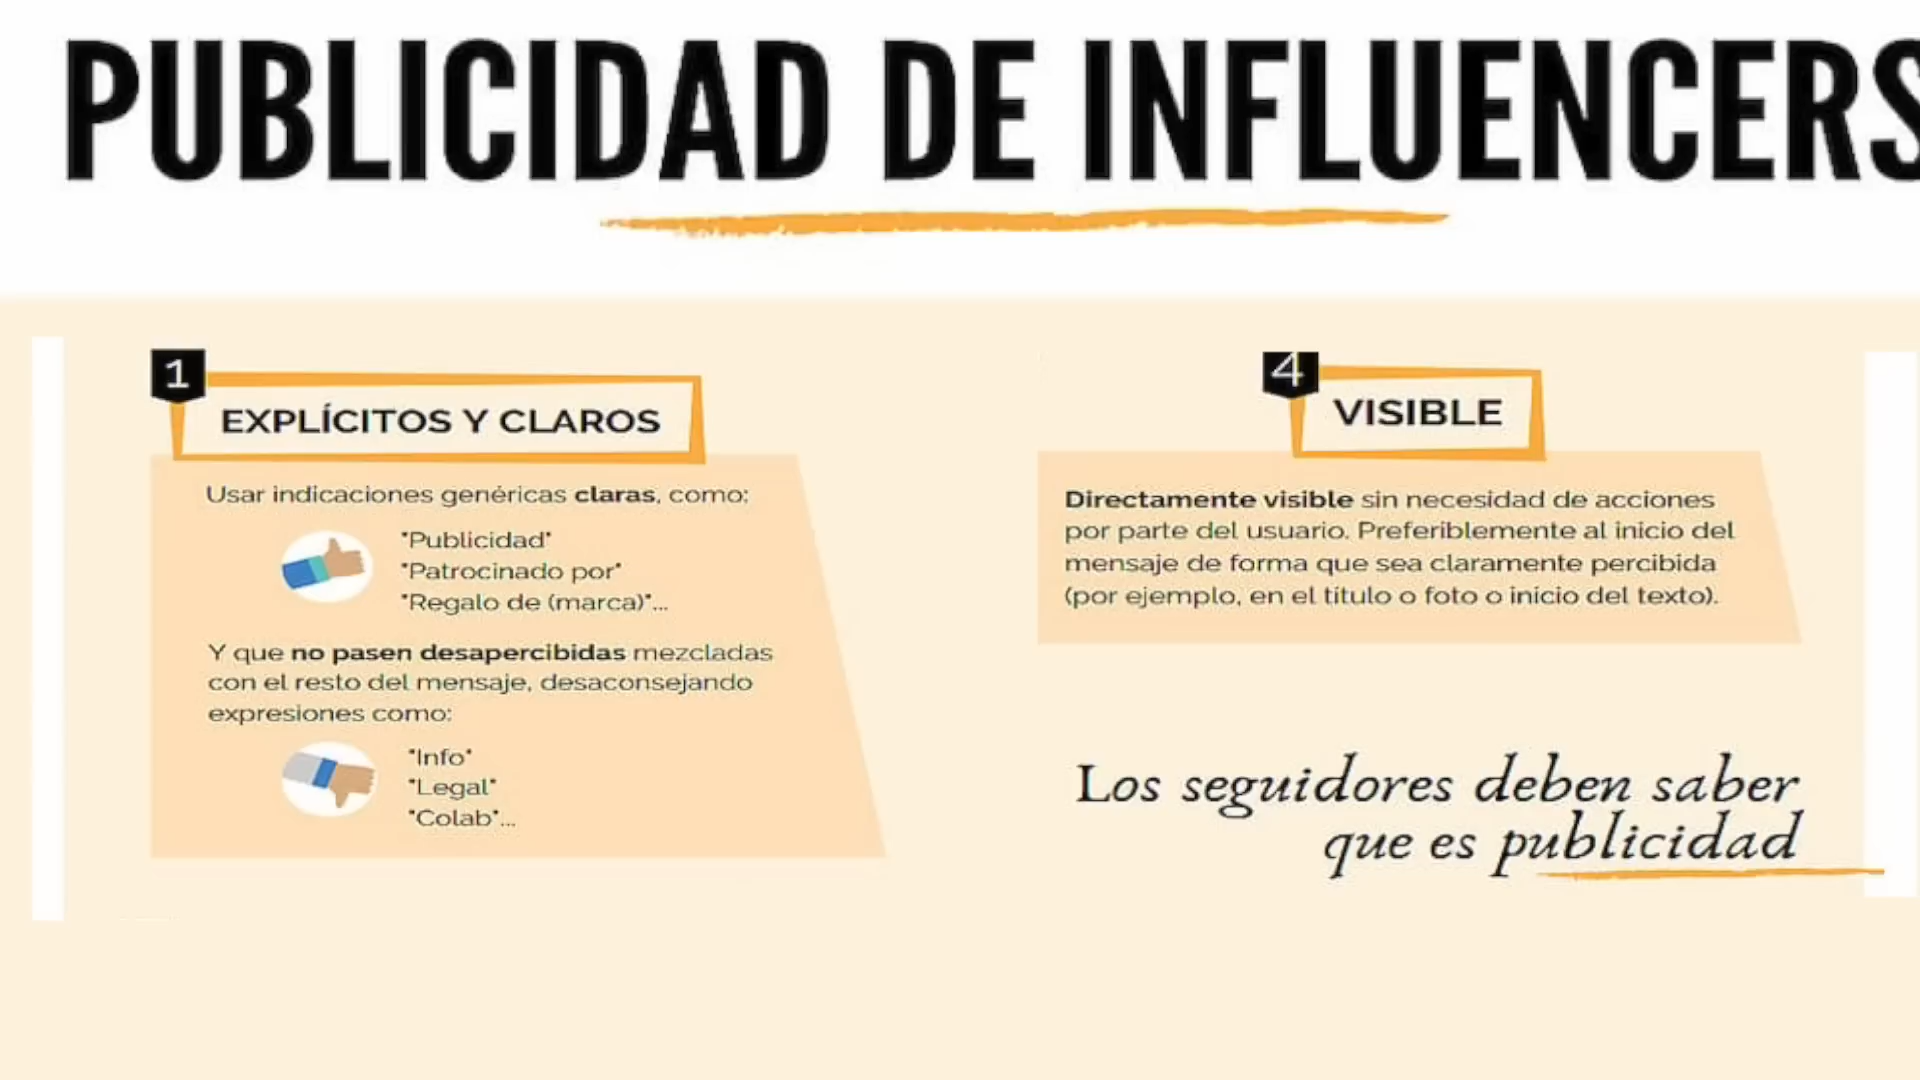 PUBLICIDAD DE INFLUENCERS
1
EXPLÍCITOS Y CLAROS
Usar indicaciones genéricas claras, como:
"Publicidad"
"Patrocinado por"
"Regalo de (marca)"...
Y que no pasen desapercibidas mezcladas
con el resto del mensaje, desaconsejando
expresiones como:
"Info"
"Legal"
"Colab"...
4
VISIBLE
Directamente visible sin necesidad de acciones
por parte del usuario. Preferiblemente al inicio del
mensaje de forma que sea claramente percibida
(por ejemplo, en el título o foto o inicio del texto).
Los seguidores deben saber
que es publicidad